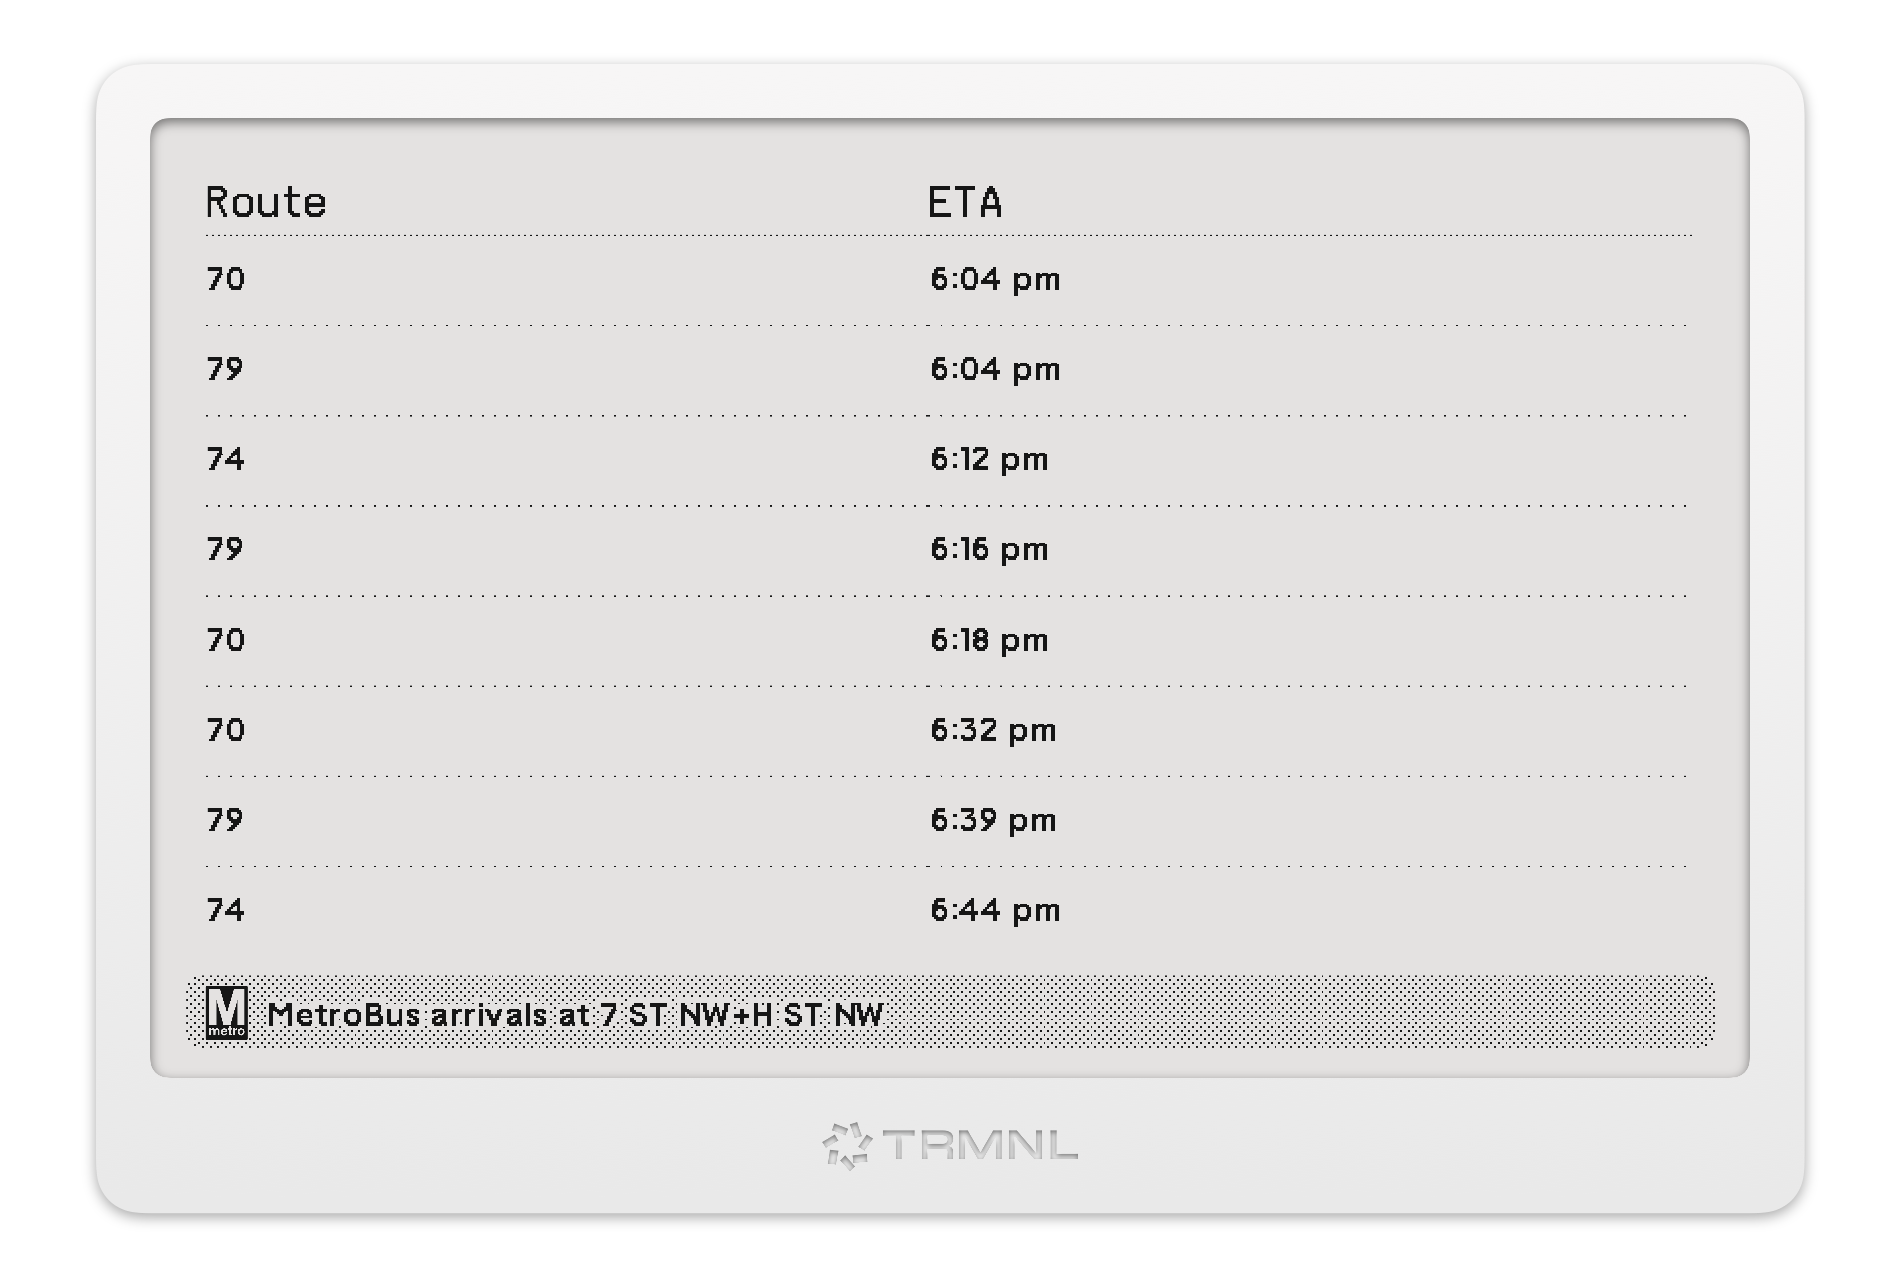 Route ETA
70 6:04 pm
79 6:04 pm
74 6:12 pm
79 6:16 pm
70 6:18 pm
70 6:32 pm
79 6:39 pm
74 6:44 pm
M metro MetroBus arrivals at 7 ST NW+H ST NW
TRMNL